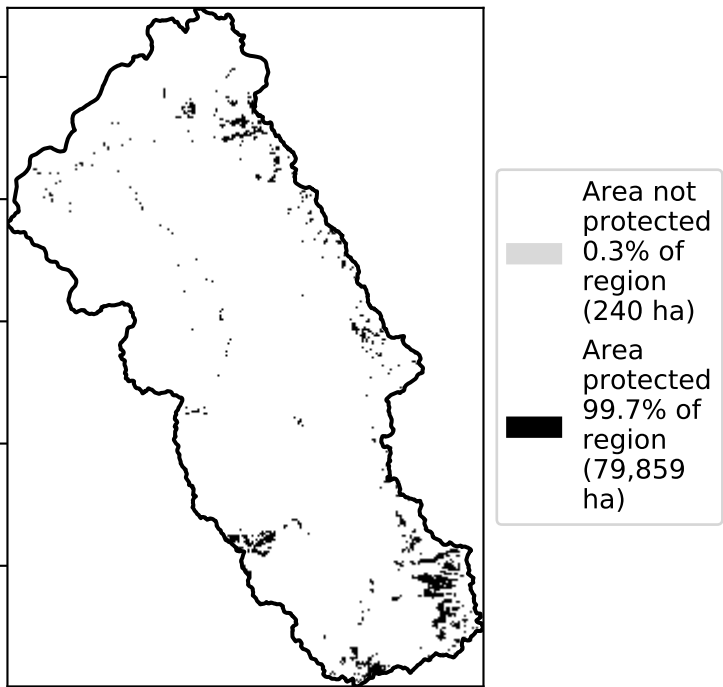 Area not
protected
0.3% of
region
(240 ha)
Area
protected
99.7% of
region
(79,859
ha)